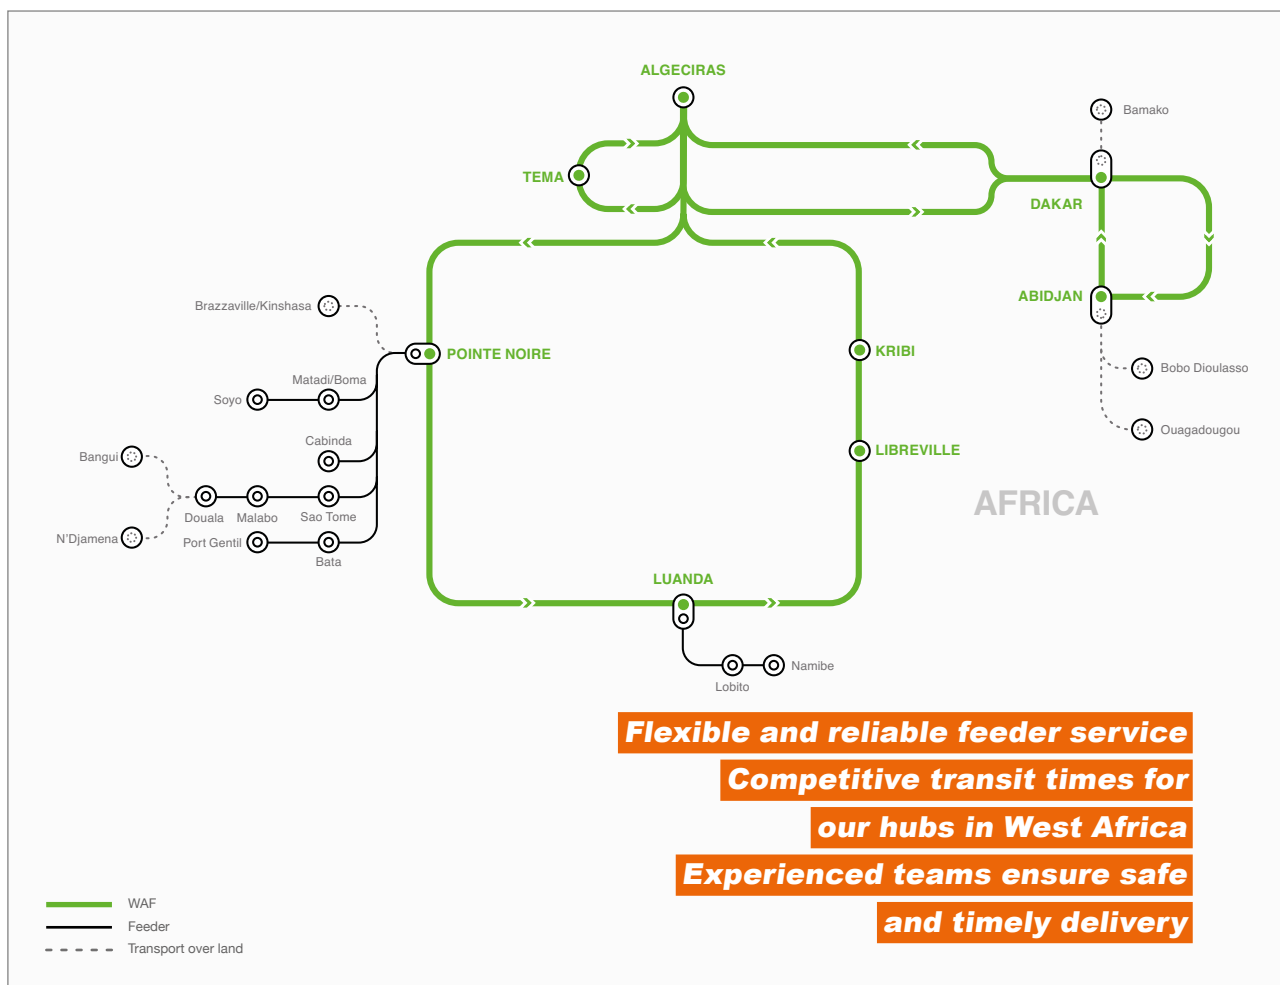 ALGECIRAS
Bamako
TEMA
DAKAR
ABIDJAN
Brazzaville/Kinshasa
POINTE NOIRE
KRIBI
Bobo Dioulasso
Matadi/Boma
Soyo
Ouagadougou
Cabinda
LIBREVILLE
Bangui
AFRICA
Douala
Malabo
Sao Tome
N'Djamena
Port Gentil
Bata
LUANDA
Namibe
Lobito
Flexible and reliable feeder service
Competitive transit times for
our hubs in West Africa
Experienced teams ensure safe
and timely delivery
WAF
Feeder
Transport over land